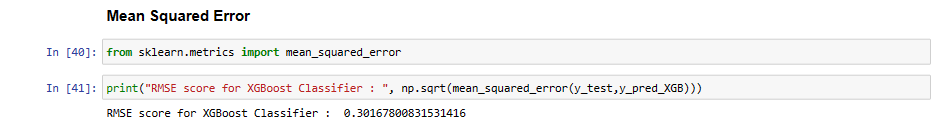 Mean Squared Error
In [40]: from sklearn.metrics import mean_squared_error
In [41]: print("RMSE score for XGBoost Classifier : ", np.sqrt(mean_squared_error(y_test,y_pred_XGB)))
RMSE score for XGBoost Classifier :  0.30167800831531416